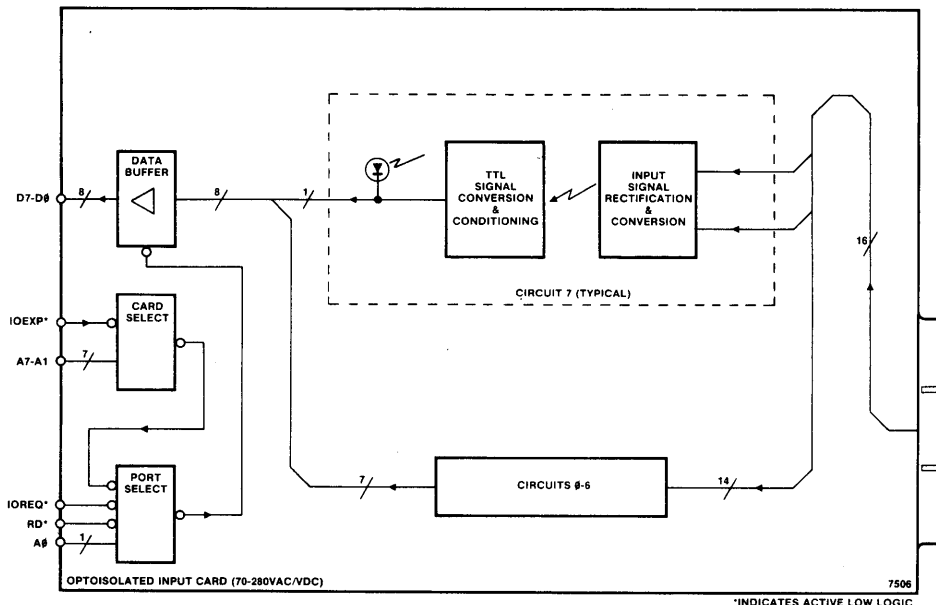 DATA
BUFFER
D7-DØ
8
8
1
TTL
SIGNAL
CONVERSION
&
CONDITIONING
INPUT
SIGNAL
RECTIFICATION
&
CONVERSION
16
CIRCUIT 7 (TYPICAL)
CARD
SELECT
IOEXP*
A7-A1
7
PORT
SELECT
IOREQ*
RD*
AØ
1
7
CIRCUITS Ø-6
14
OPTOISOLATED INPUT CARD (70-280VAC/VDC)
7506
*INDICATES ACTIVE LOW LOGIC